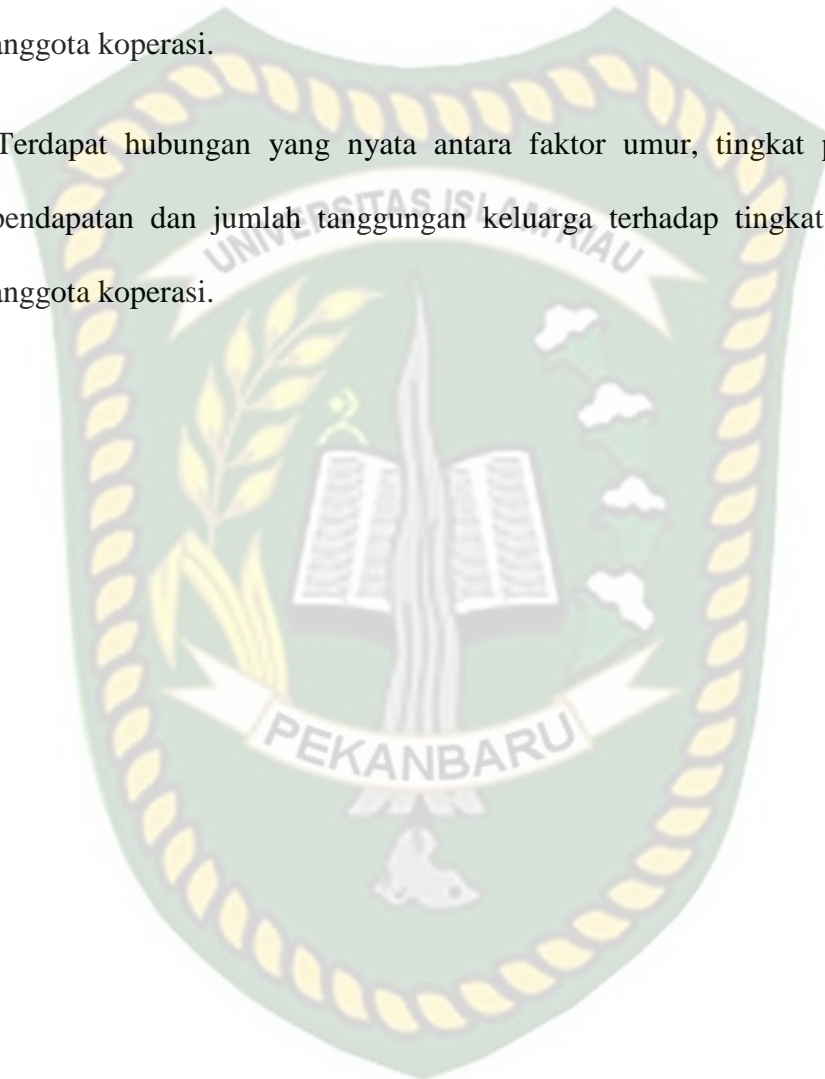 anggota koperasi.
Terdapat hubungan yang nyata antara faktor umur, tingkat
pendapatan dan jumlah tanggungan keluarga terhadap tingkat
anggota koperasi.
UNIVERSITAS ISLAM RIAU
PEKANBARU